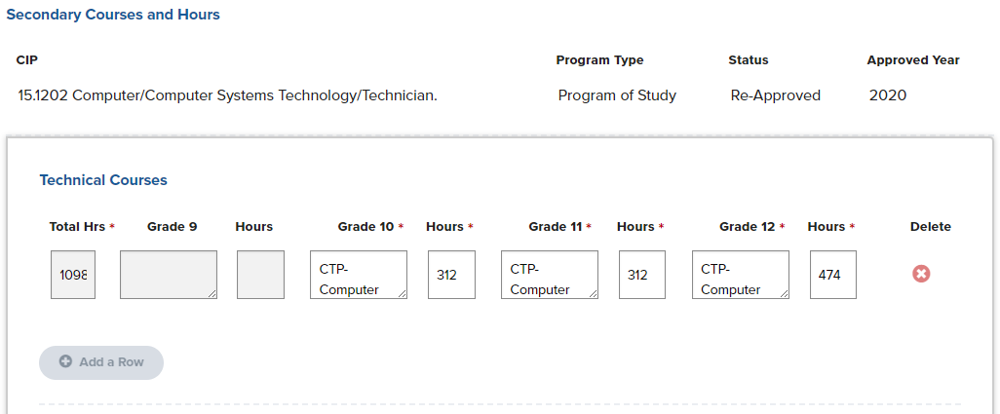 Secondary Courses and Hours
CIP Program Type Status Approved Year
15.1202 Computer/Computer Systems Technology/Technician. Program of Study Re-Approved 2020
Technical Courses
Total Hrs * Grade 9 Hours Grade 10 * Hours * Grade 11 * Hours * Grade 12 * Hours * Delete
1098 CTP-Computer 312 CTP-Computer 312 CTP-Computer 474
Add a Row